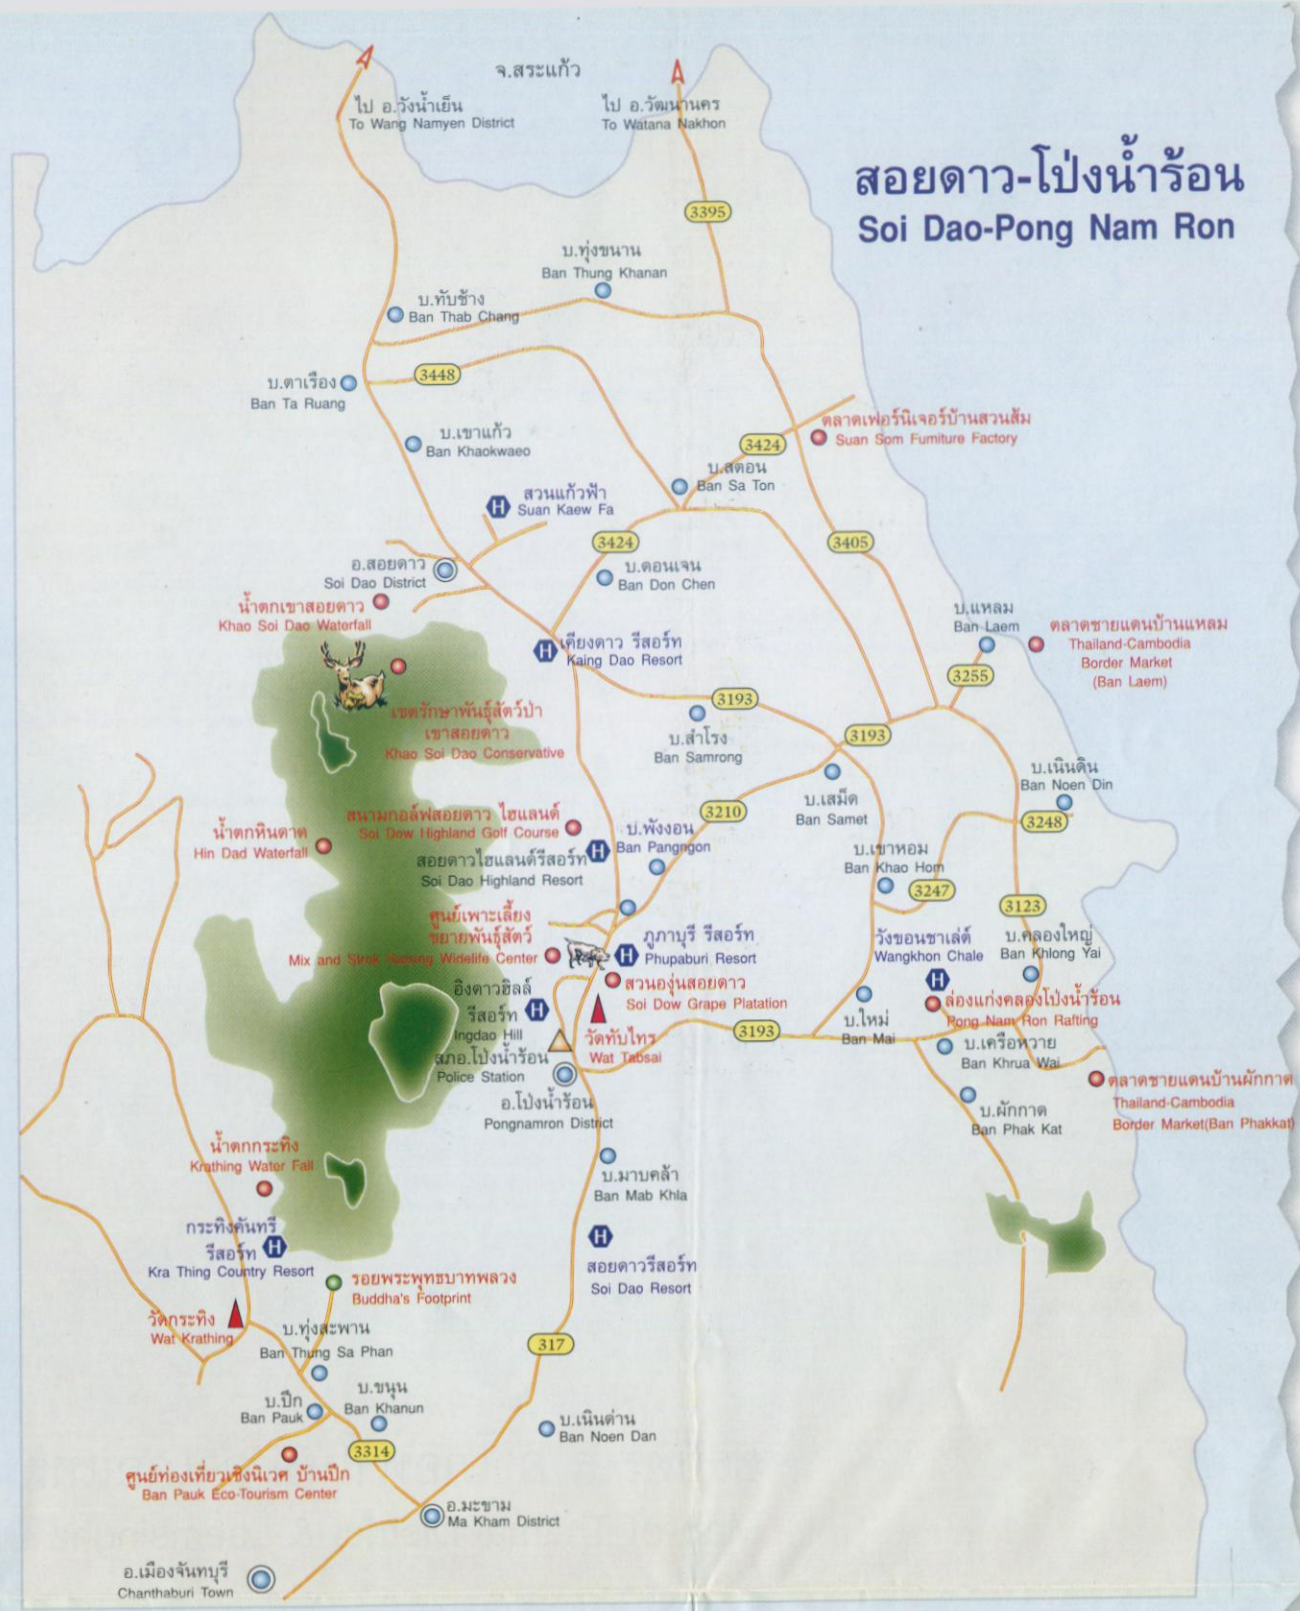 จ.สระแก้ว
ไป อ.วังน้ำเย็น
To Wang Namyen District
ไป อ.วัฒนานคร
To Watana Nakhon
สอยดาว-โป่งน้ำร้อน
Soi Dao-Pong Nam Ron
3395
บ.ทุ่งขนาน
Ban Thung Khanan
บ.ทับช้าง
Ban Thab Chang
3448
บ.ตาเรือง
Ban Ta Ruang
บ.เขาแก้ว
Ban Khaokwaeo
ตลาดเฟอร์นิเจอร์บ้านสวนส้ม
Suan Som Furniture Factory
3424
บ.สตอน
Ban Sa Ton
สวนแก้วฟ้า
Suan Kaew Fa
3424
3405
อ.สอยดาว
Soi Dao District
บ.ดอนเจน
Ban Don Chen
น้ำตกเขาสอยดาว
Khao Soi Dao Waterfall
บ.แหลม
Ban Laem
ตลาดชายแดนบ้านแหลม
Thailand-Cambodia
Border Market
(Ban Laem)
เคียงดาว รีสอร์ท
Kaing Dao Resort
3255
3193
เขตรักษาพันธุ์สัตว์ป่า
เขาสอยดาว
Khao Soi Dao Conservative
บ.สำโรง
Ban Samrong
3193
บ.เนินดิน
Ban Noen Din
บ.เสม็ด
Ban Samet
3210
3248
สนามกอล์ฟสอยดาว ไฮแลนด์
Soi Dow Highland Golf Course
น้ำตกหินดาด
Hin Dad Waterfall
บ.พังงอน
Ban Pangngon
สอยดาวไฮแลนด์รีสอร์ท
Soi Dao Highland Resort
บ.เขาหอม
Ban Khao Hom
3247
3123
ศูนย์เพาะเลี้ยง
ขยายพันธุ์สัตว์
Mix and Strok Raising Widelife Center
ภูภาบุรี รีสอร์ท
Phupaburi Resort
วังขอนชาเล่ต์
Wangkhon Chale
บ.คลองใหญ่
Ban Khlong Yai
สวนองุ่นสอยดาว
Soi Dow Grape Platation
อิงดาวฮิลล์
รีสอร์ท
Ingdao Hill
ล่องแก่งคลองโป่งน้ำร้อน
Pong Nam Ron Rafting
บ.ใหม่
Ban Mai
3193
วัดทับไทร
Wat Tabsai
สภอ.โป่งน้ำร้อน
Police Station
บ.เครือหวาย
Ban Khrua Wai
อ.โป่งน้ำร้อน
Pongnamron District
ตลาดชายแดนบ้านผักกาด
Thailand-Cambodia
Border Market(Ban Phakkat)
บ.ผักกาด
Ban Phak Kat
น้ำตกกระทิง
Krathing Water Fall
บ.มาบคล้า
Ban Mab Khla
กระทิงคันทรี
รีสอร์ท
Kra Thing Country Resort
สอยดาวรีสอร์ท
Soi Dao Resort
รอยพระพุทธบาทพลวง
Buddha's Footprint
วัดกระทิง
Wat Krathing
บ.ทุ่งสะพาน
Ban Thung Sa Phan
317
บ.ปึก
Ban Pauk
บ.ขนุน
Ban Khanun
บ.เนินด่าน
Ban Noen Dan
3314
ศูนย์ท่องเที่ยวเชิงนิเวศ บ้านปึก
Ban Pauk Eco-Tourism Center
อ.มะขาม
Ma Kham District
อ.เมืองจันทบุรี
Chanthaburi Town
H
H
H
H
H
H
H
H